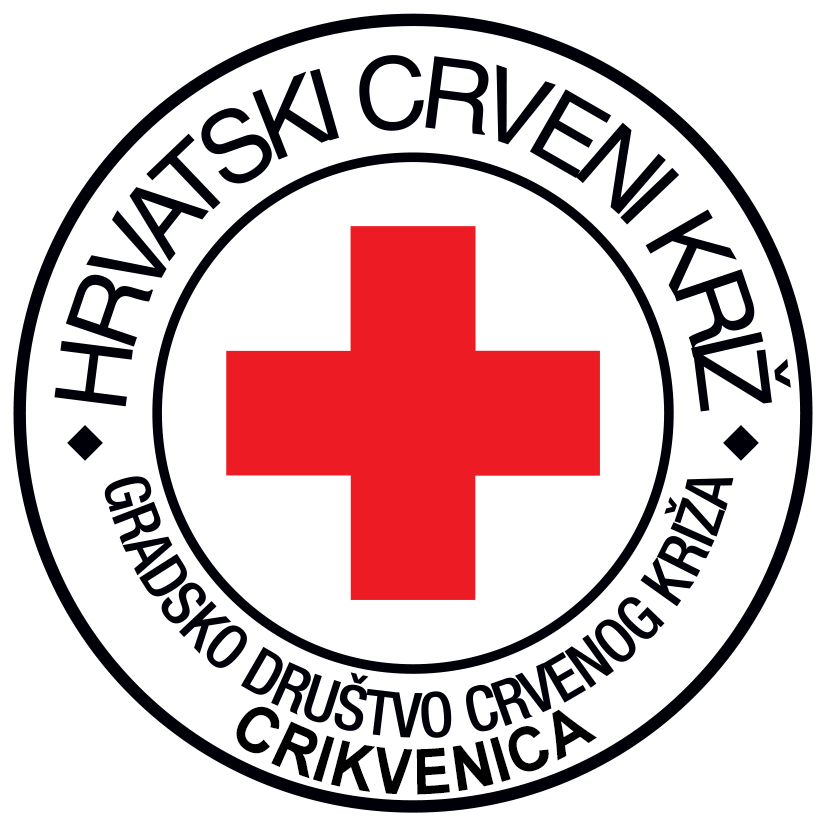 HRVATSKI CRVENI KRIŽ
GRADSKO DRUŠTVO CRVENOG KRIŽA
CRIKVENICA